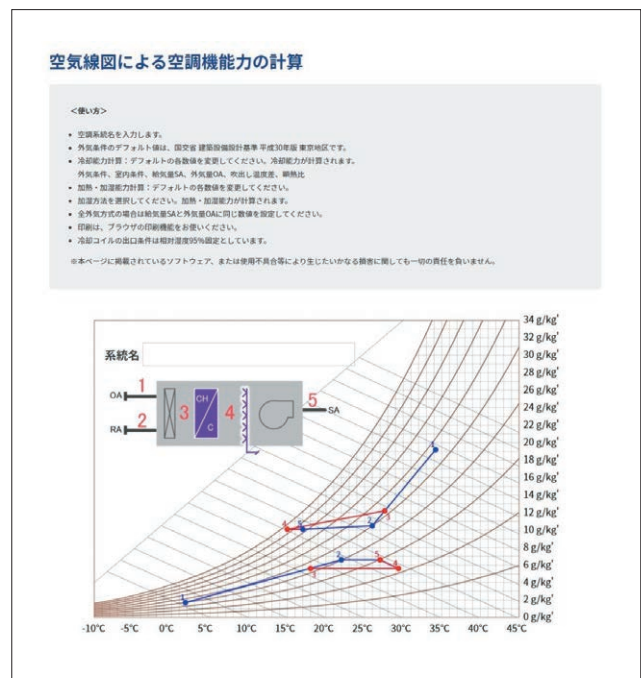 空気線図による空調機能力の計算
＜使い方＞
• 空調系統名を入力します。
• 外気条件のデフォルト値は、国交省 建築設備設計基準 平成30年版 東京地区です。
• 冷却能力計算：デフォルトの各数値を変更してください。冷却能力が計算されます。
外気条件、室内条件、給気量SA、外気量OA、吹出し温度差、顕熱比
• 加熱・加湿能力計算：デフォルトの各数値を変更してください。
• 加湿方法を選択してください。加熱・加湿能力が計算されます。
• 全外気方式の場合は給気量SAと外気量OAに同じ数値を設定してください。
• 印刷は、ブラウザの印刷機能をお使いください。
• 冷却コイルの出口条件は相対湿度95%固定としています。
※本ページに掲載されているソフトウェア、または使用不具合等により生じたいかなる損害に関しても一切の責任を負いません。
系統名
OA 1
RA 2
3
CH/C
4
5
SA
34 g/kg'
32 g/kg'
30 g/kg'
28 g/kg'
26 g/kg'
24 g/kg'
22 g/kg'
20 g/kg'
18 g/kg'
16 g/kg'
14 g/kg'
12 g/kg'
10 g/kg'
8 g/kg'
6 g/kg'
4 g/kg'
2 g/kg'
0 g/kg'
1
4
5
2
3
2
5
3
4
1
-10℃ -5℃ 0℃ 5℃ 10℃ 15℃ 20℃ 25℃ 30℃ 35℃ 40℃ 45℃